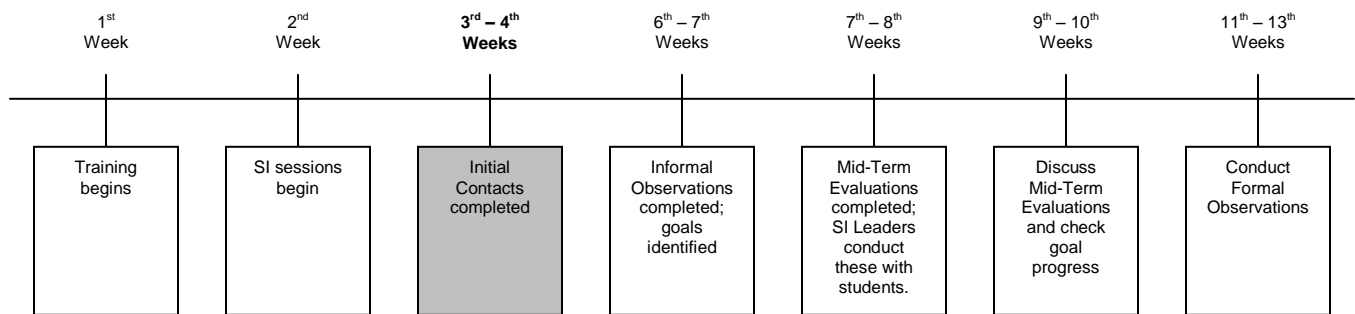 1st
Week
2nd
Week
3rd – 4th
Weeks
6th – 7th
Weeks
7th – 8th
Weeks
9th – 10th
Weeks
11th – 13th
Weeks
Training
begins
SI sessions
begin
Initial
Contacts
completed
Informal
Observations
completed;
goals
identified
Mid-Term
Evaluations
completed;
SI Leaders
conduct
these with
students.
Discuss
Mid-Term
Evaluations
and check
goal
progress
Conduct
Formal
Observations